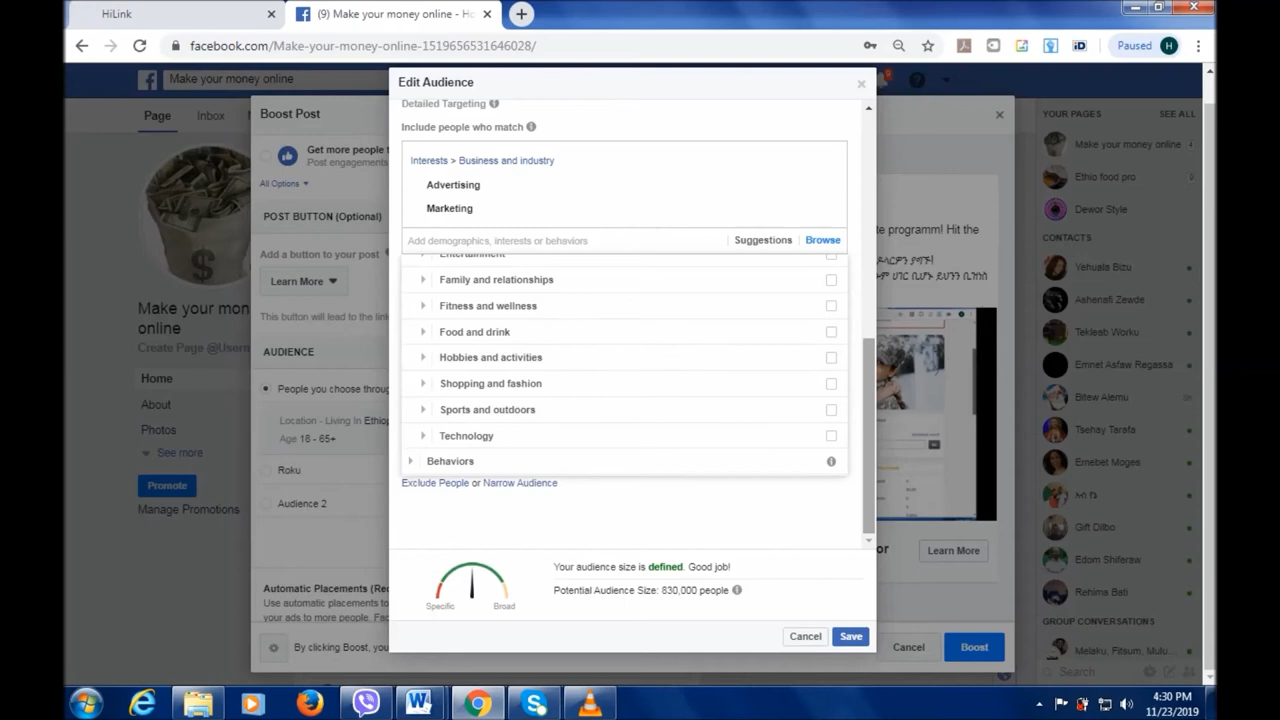 HiLink
(9) Make your money online - Ho
facebook.com/Make-your-money-online-1519656531646028/
Paused
H
Make your money online
Page
Inbox
Make your money
online
Create Page @Usern
Home
About
Photos
See more
Promote
Manage Promotions
Boost Post
Get more people t
Post engagements
All Options
POST BUTTON (Optional)
Add a button to your post
Learn More
This button will lead to the link
AUDIENCE
People you choose throug
Location - Living In Ethiop
Age 18 - 65+
Roku
Audience 2
Automatic Placements (Rec
Use automatic placements to
your ads to more people. Fac
By clicking Boost, you
Edit Audience
Detailed Targeting
Include people who match
Interests > Business and industry
Advertising
Marketing
Add demographics, interests or behaviors
Suggestions
Browse
Entertainment
Family and relationships
Fitness and wellness
Food and drink
Hobbies and activities
Shopping and fashion
Sports and outdoors
Technology
Behaviors
Exclude People or Narrow Audience
Specific
Broad
Your audience size is defined. Good job!
Potential Audience Size: 830,000 people
Cancel
Save
te programm! Hit the
or
Learn More
Cancel
Boost
YOUR PAGES
SEE ALL
Make your money online 4
Ethio food pro
Dewor Style
CONTACTS
Yehuala Bizu
Ashenafi Zewde
Tekleab Worku
Emnet Asfaw Regassa
Bitew Alemu
Tsehay Tarafa
Emebet Moges
Gift Dilbo
Edom Shiferaw
Rehima Bati
GROUP CONVERSATIONS
Melaku, Fitsum, Mulu...
Search
4:30 PM
11/23/2019